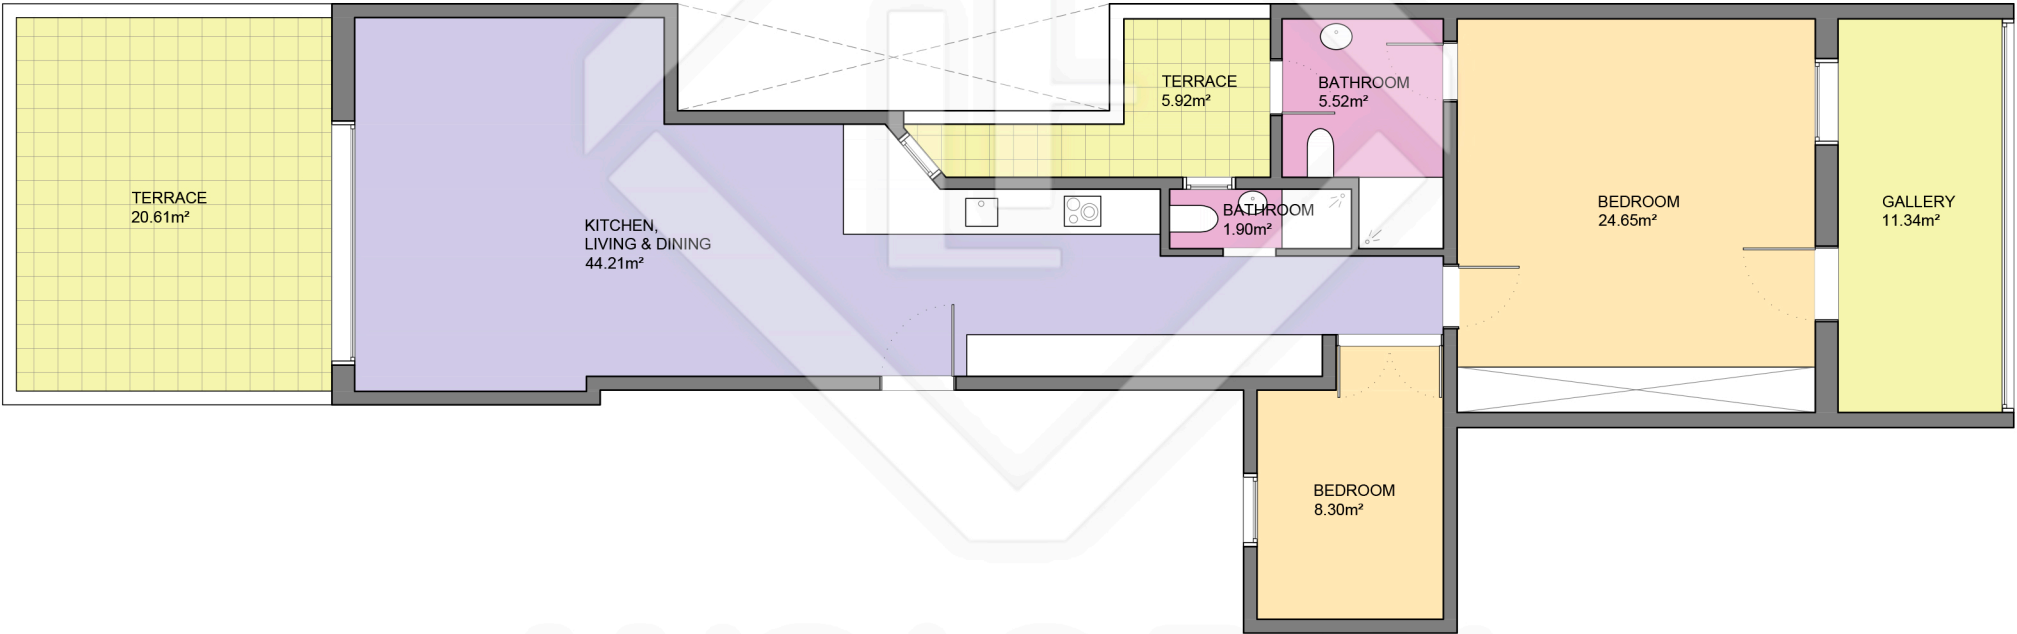 TERRACE
20.61m²
KITCHEN,
LIVING & DINING
44.21m²
TERRACE
5.92m²
BATHROOM
5.52m²
BATHROOM
1.90m²
BEDROOM
24.65m²
GALLERY
11.34m²
BEDROOM
8.30m²